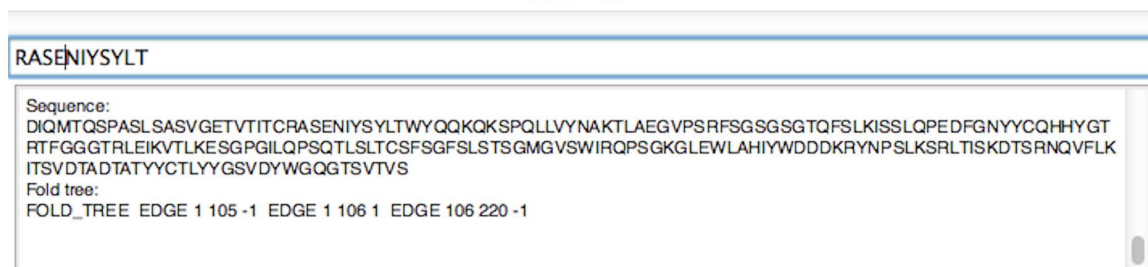 RASENIYSYLT
Sequence:
DIQMTQSPASLSASVGETVTITCRASENIYSYLTWYQQKQKSPQLLVYNAKTLAEGVPSRFSGSGSGTQFSLKISSLQPEDFGNYYCQHHYGT
RTFGGGTRLEIKVTLKESGPGILQPSQTLSLTCSFSGFSLSTSGMGVSWIRQPSGKGLEWLAHIYWDDDKRYNPSLKSRLTISKDTSRNQVFLK
ITSVDTADTATYYCTLYYGSVDYWGQGTSVTVS
Fold tree:
FOLD_TREE EDGE 1 105 -1 EDGE 1 106 1 EDGE 106 220 -1